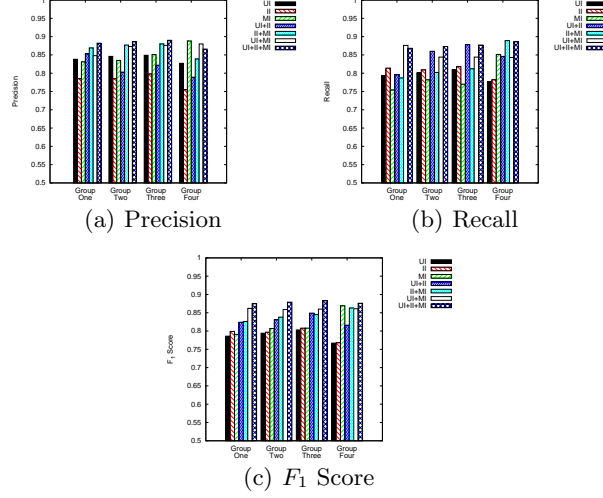 1
0.95
0.9
0.85
0.8
0.75
0.7
0.65
0.6
0.55
0.5
Precision
Group One
Group Two
Group Three
Group Four
UI
II
MI
UI+II
II+MI
UI+MI
UI+II+MI
(a) Precision
1
0.95
0.9
0.85
0.8
0.75
0.7
0.65
0.6
0.55
0.5
Recall
Group One
Group Two
Group Three
Group Four
UI
II
MI
UI+II
II+MI
UI+MI
UI+II+MI
(b) Recall
1
0.95
0.9
0.85
0.8
0.75
0.7
0.65
0.6
0.55
0.5
F1 Score
Group One
Group Two
Group Three
Group Four
UI
II
MI
UI+II
II+MI
UI+MI
UI+II+MI
(c) F1 Score